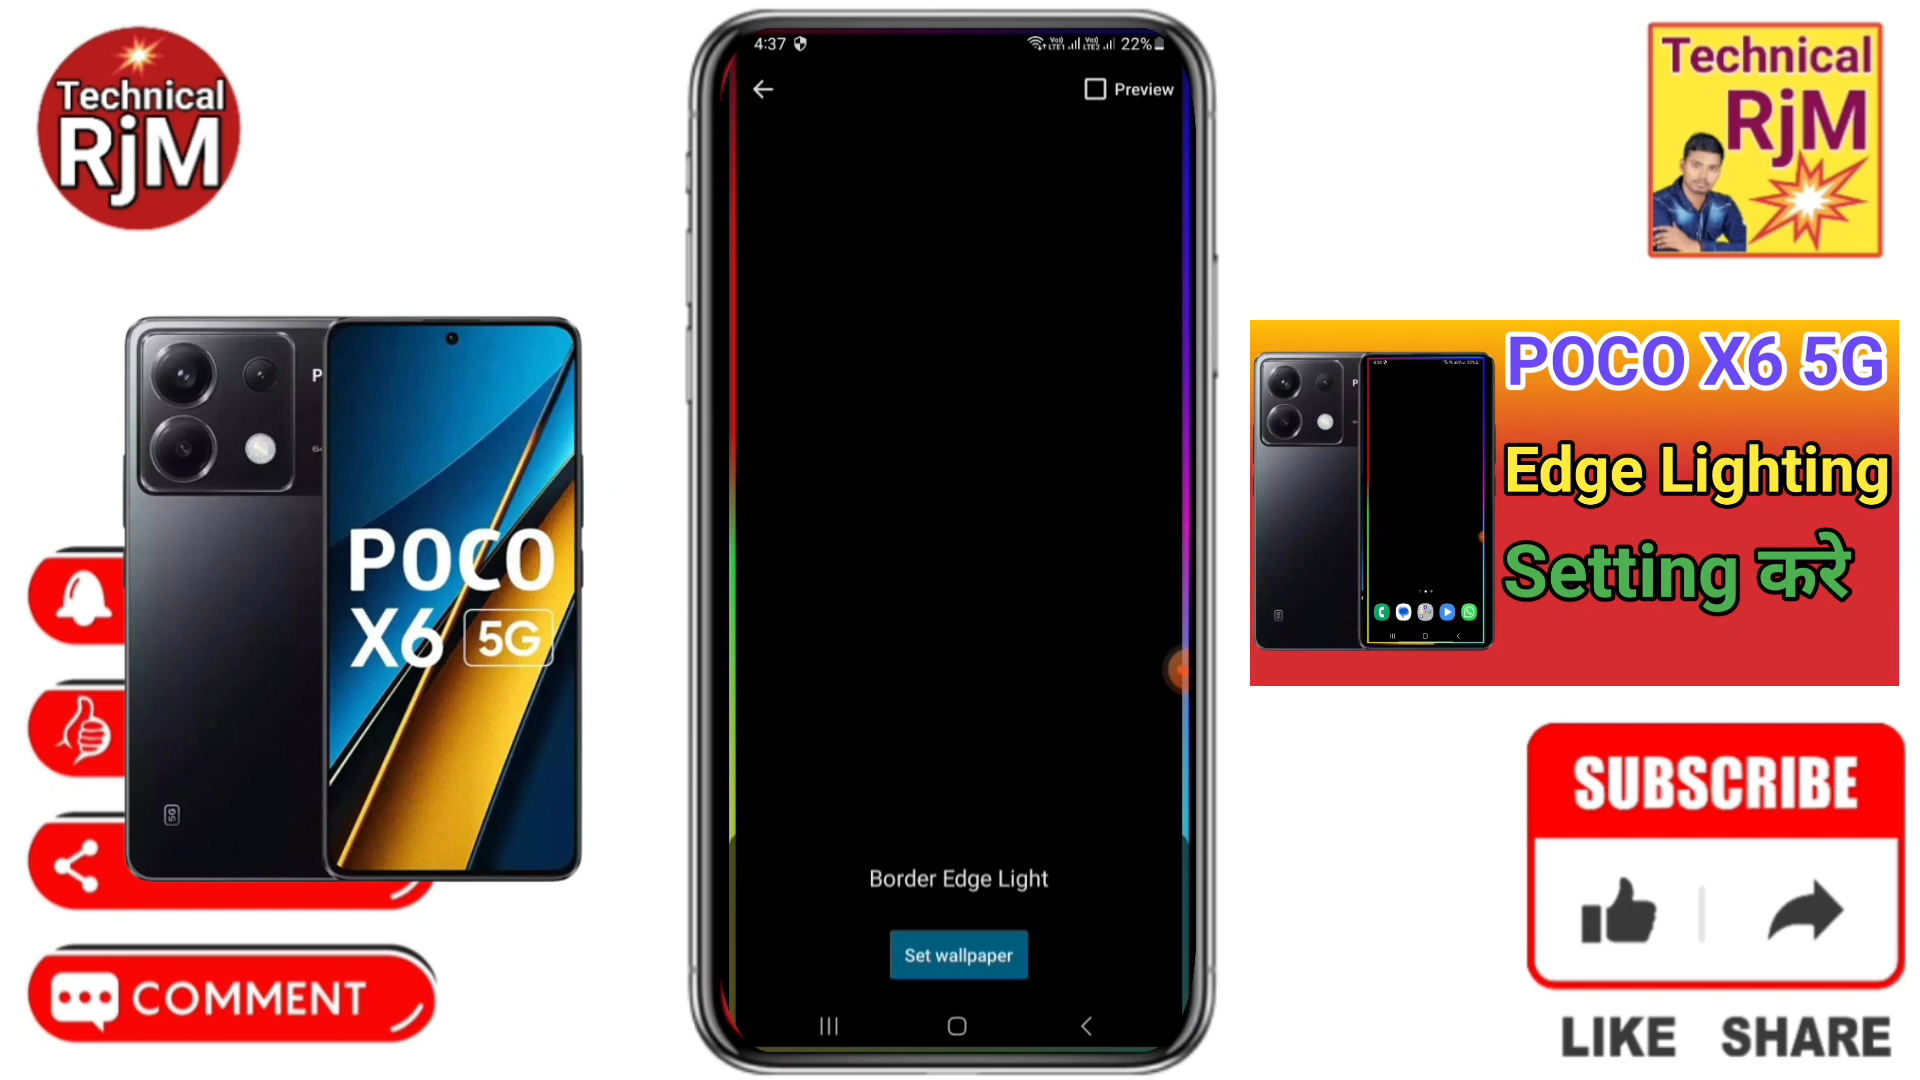 Technical
RjM
P
POCO
X6 5G
5G
COMMENT
4:37
22%
Preview
Border Edge Light
Set wallpaper
Technical
RjM
POCO X6 5G
Edge Lighting
Setting करे
SUBSCRIBE
LIKE SHARE